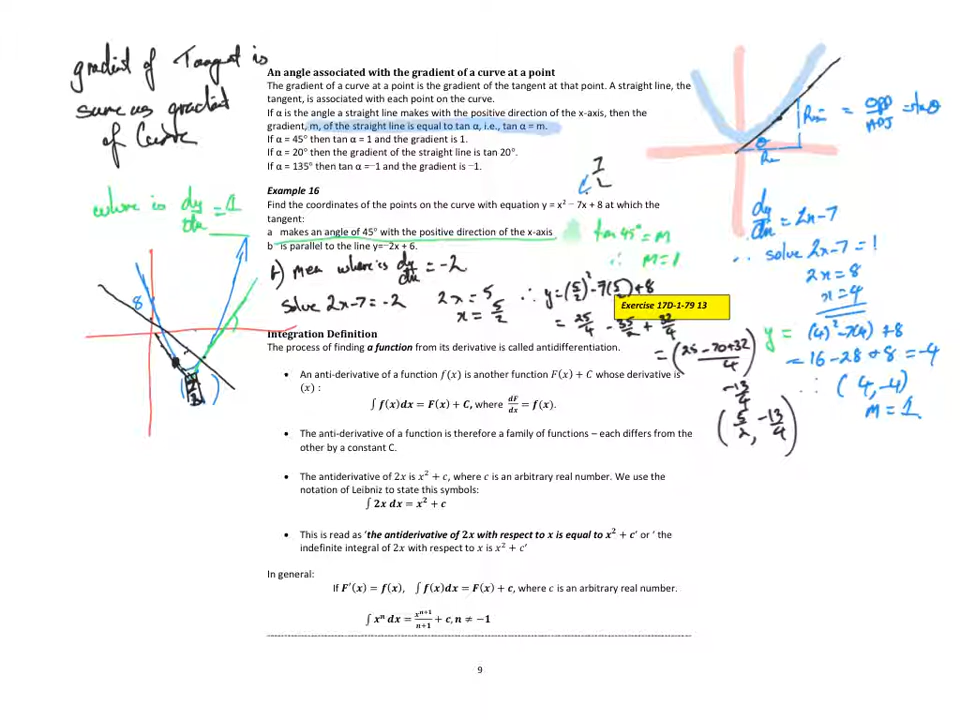 gradient of Tangent is
same as gradient
of Curve
An angle associated with the gradient of a curve at a point
The gradient of a curve at a point is the gradient of the tangent at that point. A straight line, the
tangent, is associated with each point on the curve.
If α is the angle a straight line makes with the positive direction of the x-axis, then the
gradient, m, of the straight line is equal to tan α, i.e., tan α = m.
If α = 45° then tan α = 1 and the gradient is 1.
If α = 20° then the gradient of the straight line is tan 20°.
If α = 135° then tan α =−1 and the gradient is −1.
Rise = opp/ADJ = tanθ
θ
Run
7/2
Example 16
Find the coordinates of the points on the curve with equation y = x² − 7x + 8 at which the
tangent:
a makes an angle of 45° with the positive direction of the x-axis
b is parallel to the line y=−2x + 6.
where is dy/dx = 1
tan 45° = m
∴ m=1
dy/dx = 2x-7
∴ solve 2x-7=1
2x=8
x=4
y = (4)²-7(4)+8
= 16-28+8 = -4
∴ (4,-4)
m=1
b) mean where is dy/dx = -2
solve 2x-7=-2
2x=5
x=5/2
∴ y=(5/2)²-7(5/2)+8
= 25/4 - 35/2 + 32/4
= (25-70+32/4)
-13/4
(5/2, -13/4)
8
Exercise 17D-1-79 13
Integration Definition
The process of finding a function from its derivative is called antidifferentiation.
• An anti-derivative of a function f(x) is another function F(x) + C whose derivative is
(x) :
∫ f(x)dx = F(x) + C, where dF/dx = f(x).
• The anti-derivative of a function is therefore a family of functions – each differs from the
other by a constant C.
• The antiderivative of 2x is x² + c, where c is an arbitrary real number. We use the
notation of Leibniz to state this symbols:
∫ 2x dx = x² + c
• This is read as 'the antiderivative of 2x with respect to x is equal to x² + c' or ' the
indefinite integral of 2x with respect to x is x² + c'
In general:
If F'(x) = f(x), ∫ f(x)dx = F(x) + c, where c is an arbitrary real number.
∫ xⁿ dx = xⁿ⁺¹/n+1 + c, n ≠ −1
9